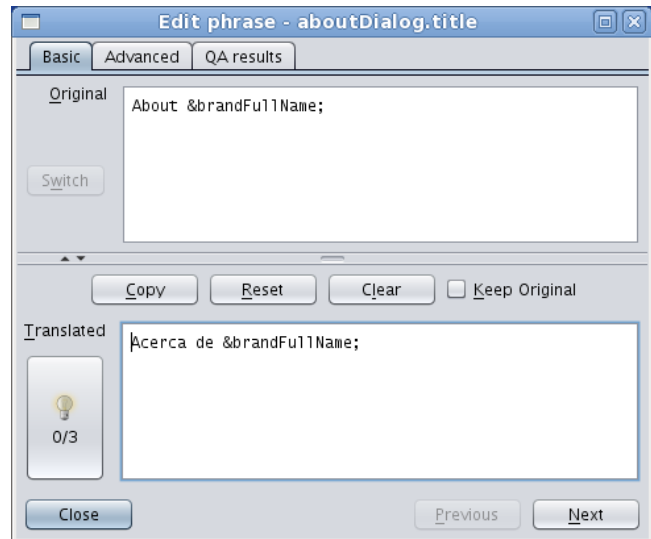 Edit phrase - aboutDialog.title
Basic Advanced QA results
Original
About &brandFullName;
Switch
Copy Reset Clear Keep Original
Translated
Acerca de &brandFullName;
0/3
Close Previous Next